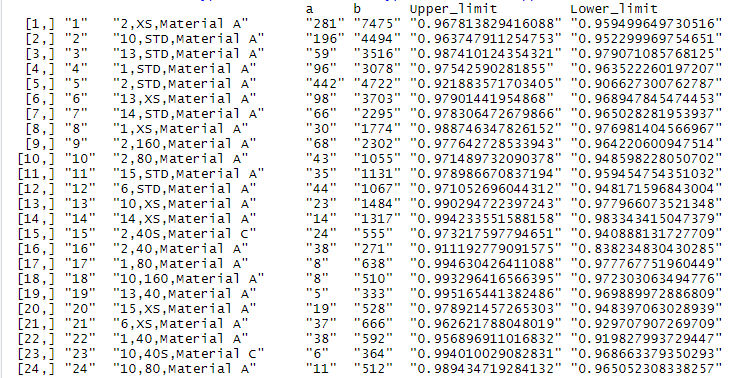 a b Upper_limit Lower_limit
[1,] "1" "2,XS,Material A" "281" "7475" "0.967813829416088" "0.959499649730516"
[2,] "2" "10,STD,Material A" "196" "4494" "0.963747911254753" "0.952299969754651"
[3,] "3" "13,STD,Material A" "59" "3516" "0.987410124354321" "0.979071085768125"
[4,] "4" "1,STD,Material A" "96" "3078" "0.97542590281855" "0.963522260197207"
[5,] "5" "2,STD,Material A" "442" "4722" "0.921883571703405" "0.906627300762787"
[6,] "6" "13,XS,Material A" "98" "3703" "0.97901441954868" "0.968947845474453"
[7,] "7" "14,STD,Material A" "66" "2295" "0.978306472679866" "0.965028281953937"
[8,] "8" "1,XS,Material A" "30" "1774" "0.988746347826152" "0.976981404566967"
[9,] "9" "2,160,Material A" "68" "2302" "0.977642728533943" "0.964220600947514"
[10,] "10" "2,80,Material A" "43" "1055" "0.971489732090378" "0.948598228050702"
[11,] "11" "15,STD,Material A" "35" "1131" "0.978986670837194" "0.959454754351032"
[12,] "12" "6,STD,Material A" "44" "1067" "0.971052696044312" "0.948171596843004"
[13,] "13" "10,XS,Material A" "23" "1484" "0.990294722397243" "0.977966073521348"
[14,] "14" "14,XS,Material A" "14" "1317" "0.994233551588158" "0.983343415047379"
[15,] "15" "2,40S,Material C" "24" "555" "0.973217597794651" "0.940888131727709"
[16,] "16" "2,40,Material A" "38" "271" "0.911192779091575" "0.838234830430285"
[17,] "17" "1,80,Material A" "8" "638" "0.994630426411088" "0.977767751960449"
[18,] "18" "10,160,Material A" "8" "510" "0.993296416566395" "0.972303063494776"
[19,] "19" "13,40,Material A" "5" "333" "0.995165441382486" "0.969889972886809"
[20,] "20" "15,XS,Material A" "19" "528" "0.978921457265303" "0.948397063028939"
[21,] "21" "6,XS,Material A" "37" "666" "0.962621788048019" "0.929707907269709"
[22,] "22" "1,40,Material A" "38" "592" "0.956896911016832" "0.919827993729447"
[23,] "23" "10,40S,Material C" "6" "364" "0.994010029082831" "0.968663379350293"
[24,] "24" "10,80,Material A" "11" "512" "0.989434719284132" "0.965052308338257"